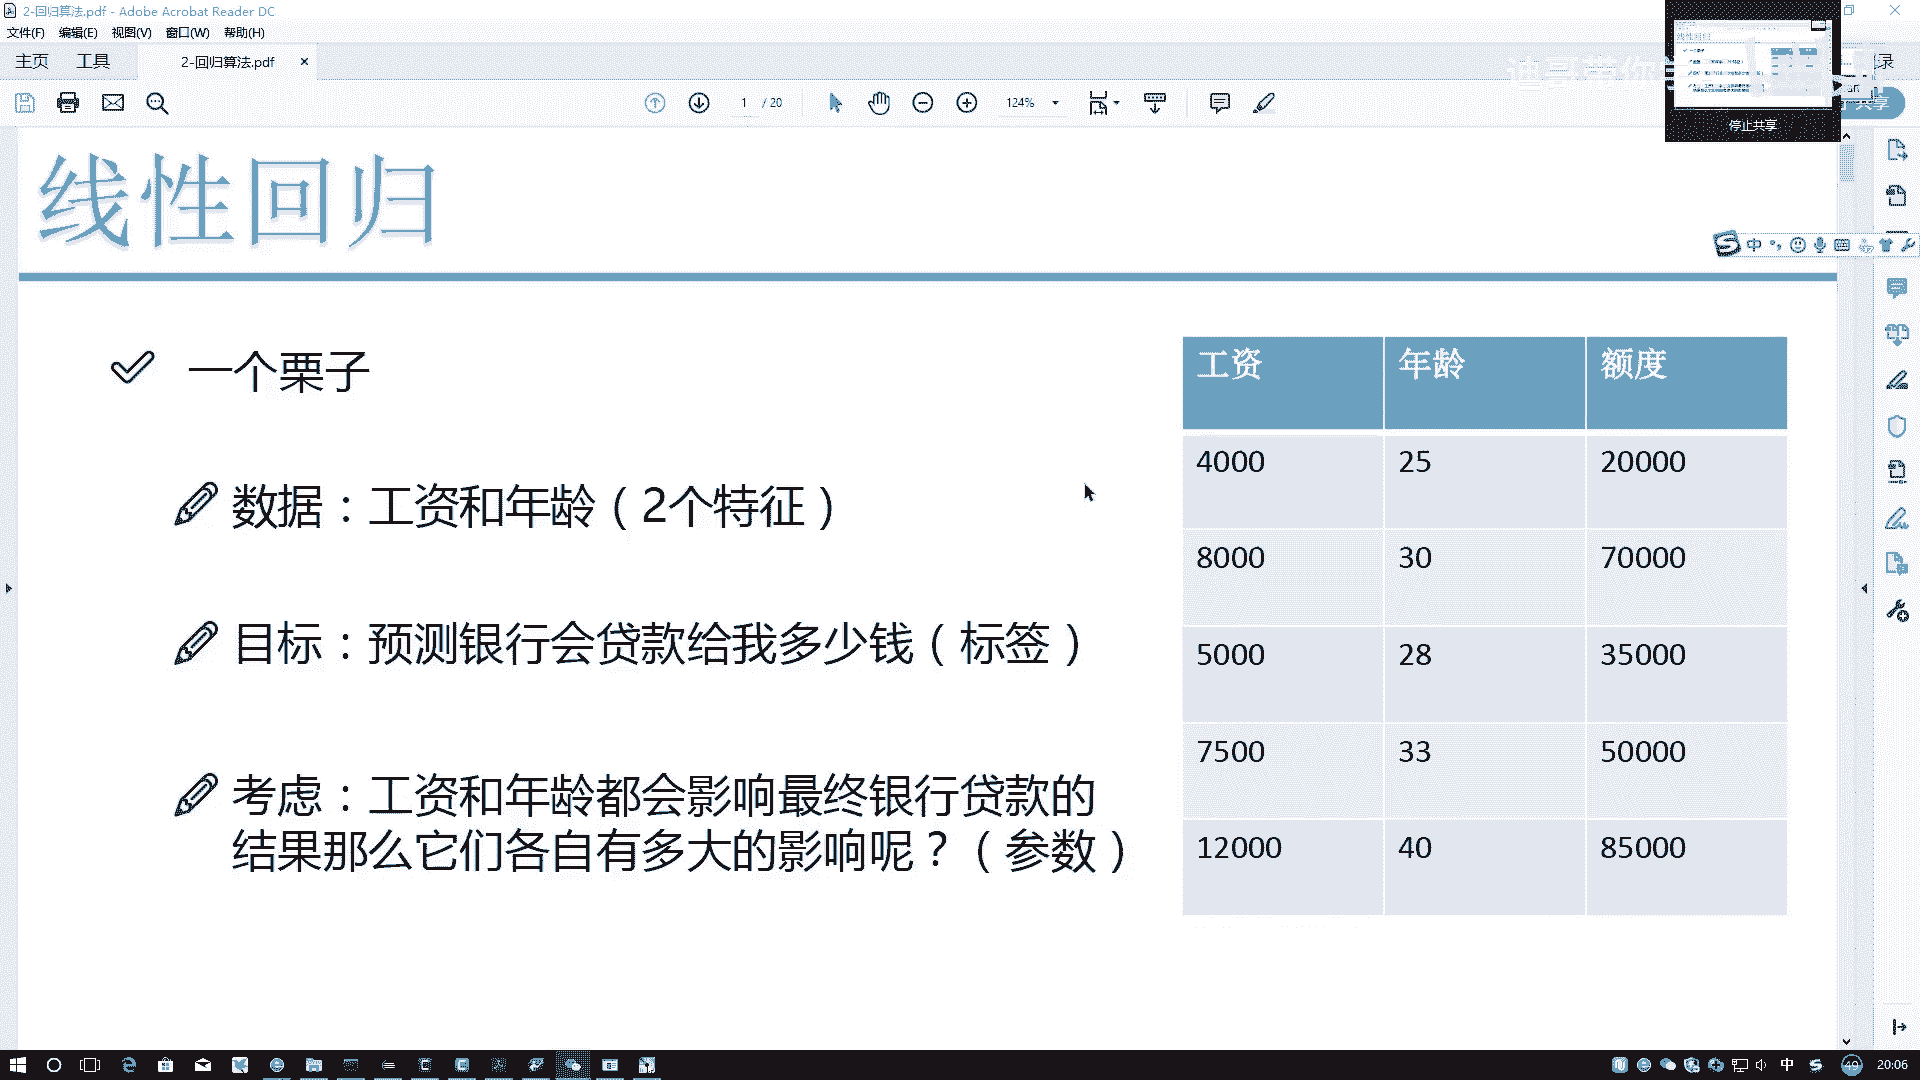 2-回归算法.pdf - Adobe Acrobat Reader DC
文件(F) 编辑(E) 视图(V) 窗口(W) 帮助(H)
主页 工具 2-回归算法.pdf ×
1 / 20 124%
停止共享
中
线性回归
一个栗子
数据：工资和年龄（2个特征）
目标：预测银行会贷款给我多少钱（标签）
考虑：工资和年龄都会影响最终银行贷款的
结果那么它们各自有多大的影响呢？（参数）
工资 年龄 额度
4000 25 20000
8000 30 70000
5000 28 35000
7500 33 50000
12000 40 85000
中 49 20:06